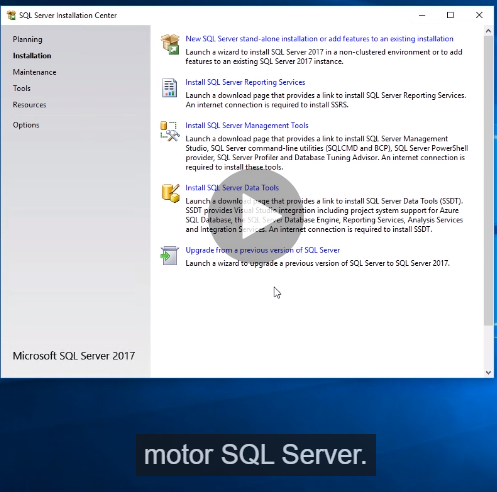 SQL Server Installation Center
Planning
Installation
Maintenance
Tools
Resources
Options
Microsoft SQL Server 2017
New SQL Server stand-alone installation or add features to an existing installation
Launch a wizard to install SQL Server 2017 in a non-clustered environment or to add
features to an existing SQL Server 2017 instance.
Install SQL Server Reporting Services
Launch a download page that provides a link to install SQL Server Reporting Services.
An internet connection is required to install SSRS.
Install SQL Server Management Tools
Launch a download page that provides a link to install SQL Server Management
Studio, SQL Server command-line utilities (SQLCMD and BCP), SQL Server PowerShell
provider, SQL Server Profiler and Database Tuning Advisor. An internet connection is
required to install these tools.
Install SQL Server Data Tools
Launch a download page that provides a link to install SQL Server Data Tools (SSDT).
SSDT provides Visual Studio integration including project system support for Azure
SQL Database, the SQL Server Database Engine, Reporting Services, Analysis Services
and Integration Services. An internet connection is required to install SSDT.
Upgrade from a previous version of SQL Server
Launch a wizard to upgrade a previous version of SQL Server to SQL Server 2017.
motor SQL Server.